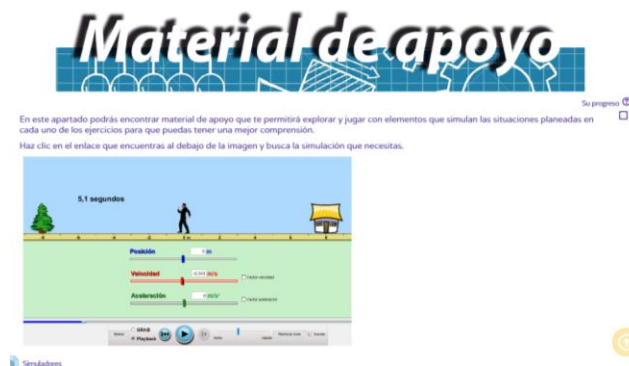 Material de apoyo
Su progreso
En este apartado podrás encontrar material de apoyo que te permitirá explorar y jugar con elementos que simulan las situaciones planeadas en
cada uno de los ejercicios para que puedas tener una mejor comprensión.
Haz clic en el enlace que encuentras al debajo de la imagen y busca la simulación que necesitas.
5,1 segundos
Posición
Velocidad
Aceleración
Playback
Simuladores